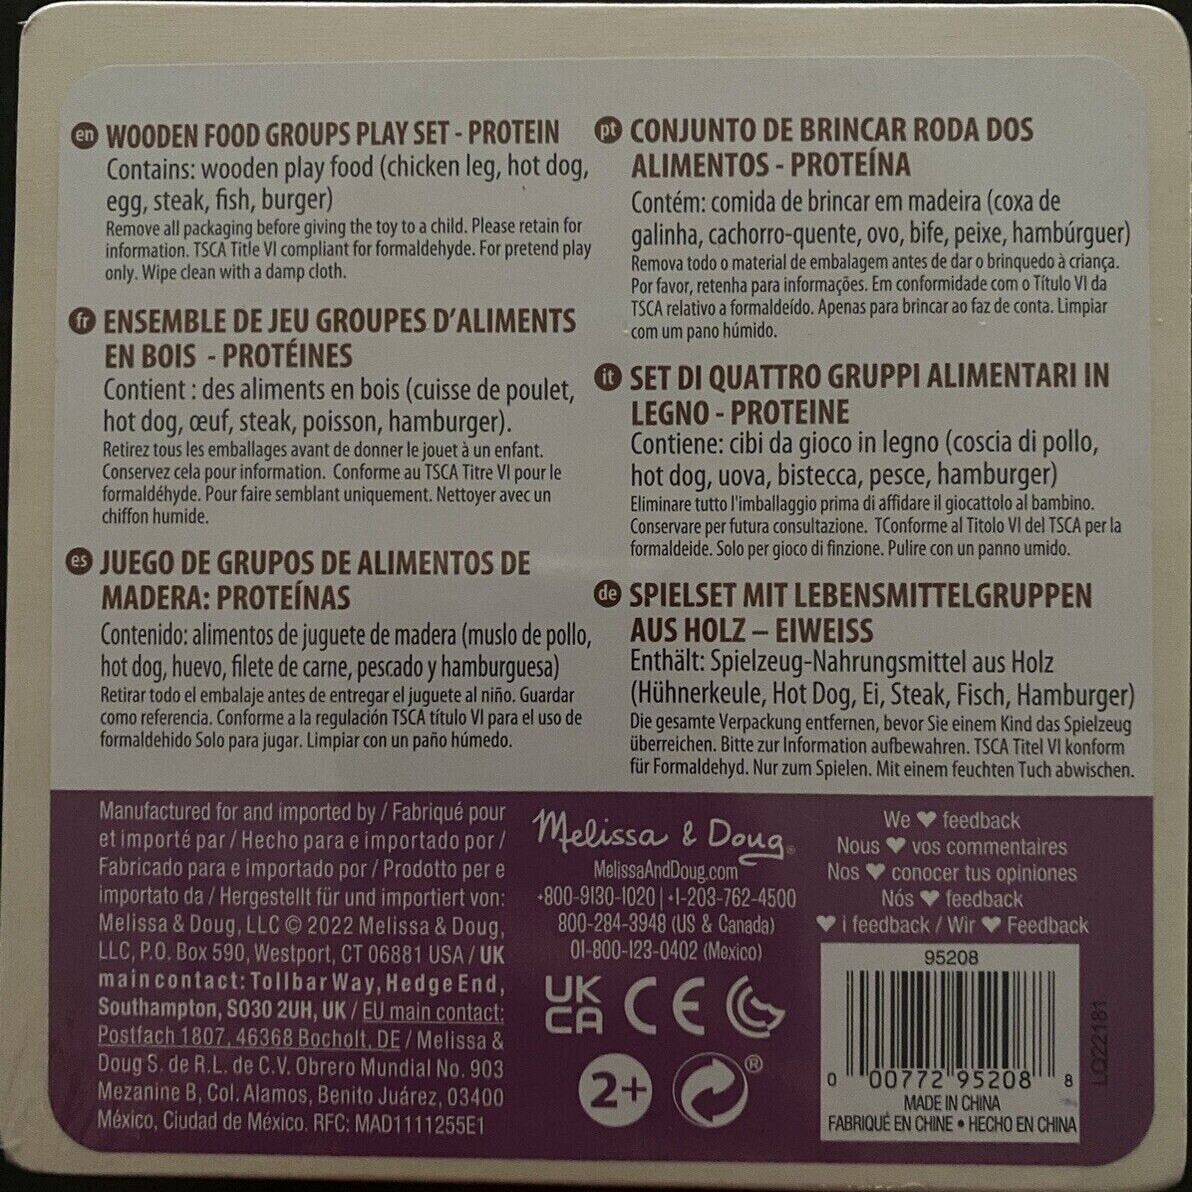 en WOODEN FOOD GROUPS PLAY SET - PROTEIN
Contains: wooden play food (chicken leg, hot dog,
egg, steak, fish, burger)
Remove all packaging before giving the toy to a child. Please retain for
information. TSCA Title VI compliant for formaldehyde. For pretend play
only. Wipe clean with a damp cloth.
fr ENSEMBLE DE JEU GROUPES D'ALIMENTS
EN BOIS - PROTÉINES
Contient : des aliments en bois (cuisse de poulet,
hot dog, œuf, steak, poisson, hamburger).
Retirez tous les emballages avant de donner le jouet à un enfant.
Conservez cela pour information. Conforme au TSCA Titre VI pour le
formaldéhyde. Pour faire semblant uniquement. Nettoyer avec un
chiffon humide.
es JUEGO DE GRUPOS DE ALIMENTOS DE
MADERA: PROTEÍNAS
Contenido: alimentos de juguete de madera (muslo de pollo,
hot dog, huevo, filete de carne, pescado y hamburguesa)
Retirar todo el embalaje antes de entregar el juguete al niño. Guardar
como referencia. Conforme a la regulación TSCA título VI para el uso de
formaldehido Solo para jugar. Limpiar con un paño húmedo.
pt CONJUNTO DE BRINCAR RODA DOS
ALIMENTOS - PROTEÍNA
Contém: comida de brincar em madeira (coxa de
galinha, cachorro-quente, ovo, bife, peixe, hambúrguer)
Remova todo o material de embalagem antes de dar o brinquedo à criança.
Por favor, retenha para informações. Em conformidade com o Título VI da
TSCA relativo a formaldeído. Apenas para brincar ao faz de conta. Limpiar
com um pano húmido.
it SET DI QUATTRO GRUPPI ALIMENTARI IN
LEGNO - PROTEINE
Contiene: cibi da gioco in legno (coscia di pollo,
hot dog, uova, bistecca, pesce, hamburger)
Eliminare tutto l'imballaggio prima di affidare il giocattolo al bambino.
Conservare per futura consultazione. TConforme al Titolo VI del TSCA per la
formaldeide. Solo per gioco di finzione. Pulire con un panno umido.
de SPIELSET MIT LEBENSMITTELGRUPPEN
AUS HOLZ – EIWEISS
Enthält: Spielzeug-Nahrungsmittel aus Holz
(Hühnerkeule, Hot Dog, Ei, Steak, Fisch, Hamburger)
Die gesamte Verpackung entfernen, bevor Sie einem Kind das Spielzeug
überreichen. Bitte zur Information aufbewahren. TSCA Titel VI konform
für Formaldehyd. Nur zum Spielen. Mit einem feuchten Tuch abwischen.
Manufactured for and imported by / Fabriqué pour
et importé par / Hecho para e importado por /
Fabricado para e importado por / Prodotto per e
importato da / Hergestellt für und importiert von:
Melissa & Doug, LLC © 2022 Melissa & Doug,
LLC, P.O. Box 590, Westport, CT 06881 USA / UK
main contact: Tollbar Way, Hedge End,
Southampton, SO30 2UH, UK / EU main contact:
Postfach 1807, 46368 Bocholt, DE / Melissa &
Doug S. de R.L. de C.V. Obrero Mundial No. 903
Mezanine B, Col. Alamos, Benito Juárez, 03400
México, Ciudad de México. RFC: MAD1111255E1
Melissa & Doug®
MelissaAndDoug.com
+800-9130-1020 | +1-203-762-4500
800-284-3948 (US & Canada)
01-800-123-0402 (Mexico)
UK CA CE
2+ ®
We ♥ feedback
Nous ♥ vos commentaires
Nos ♥ conocer tus opiniones
Nós ♥ feedback
♥ i feedback / Wir ♥ Feedback
95208
0 00772 95208 8
MADE IN CHINA
FABRIQUÉ EN CHINE • HECHO EN CHINA
LO22181